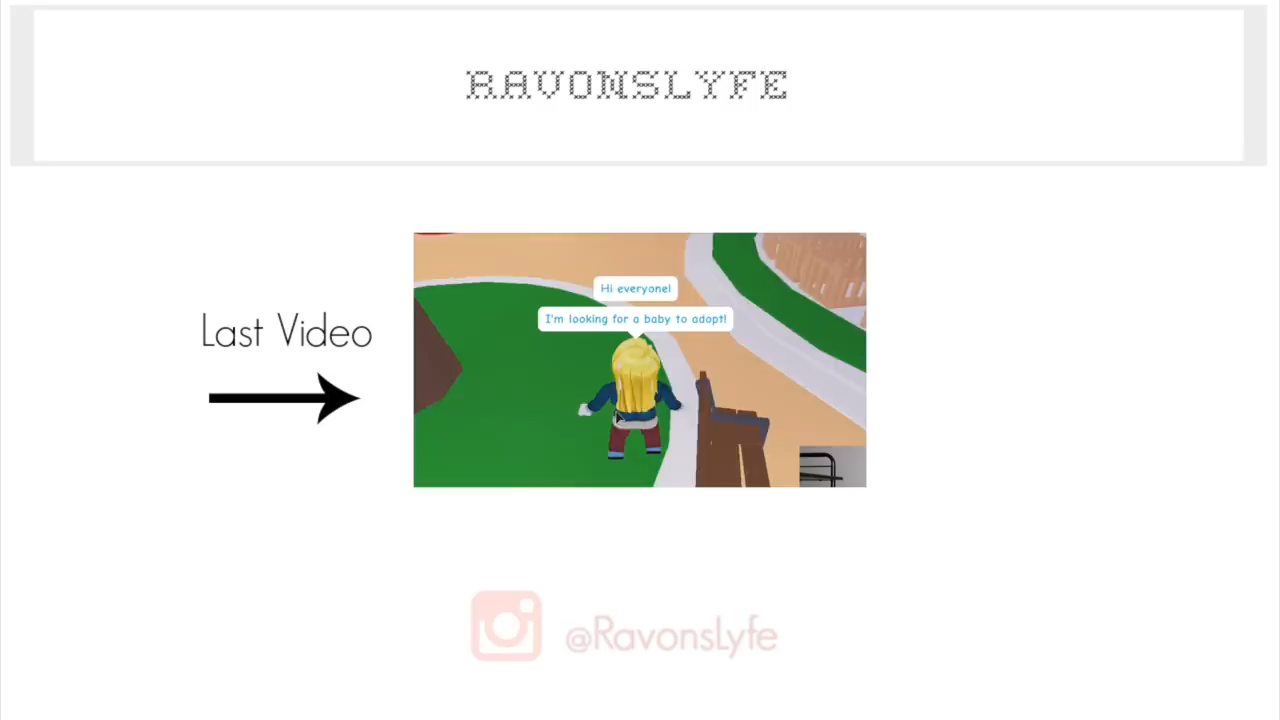 RAVONSLYFE
Hi everyone!
I'm looking for a baby to adopt!
Last Video
@RavonsLyfe